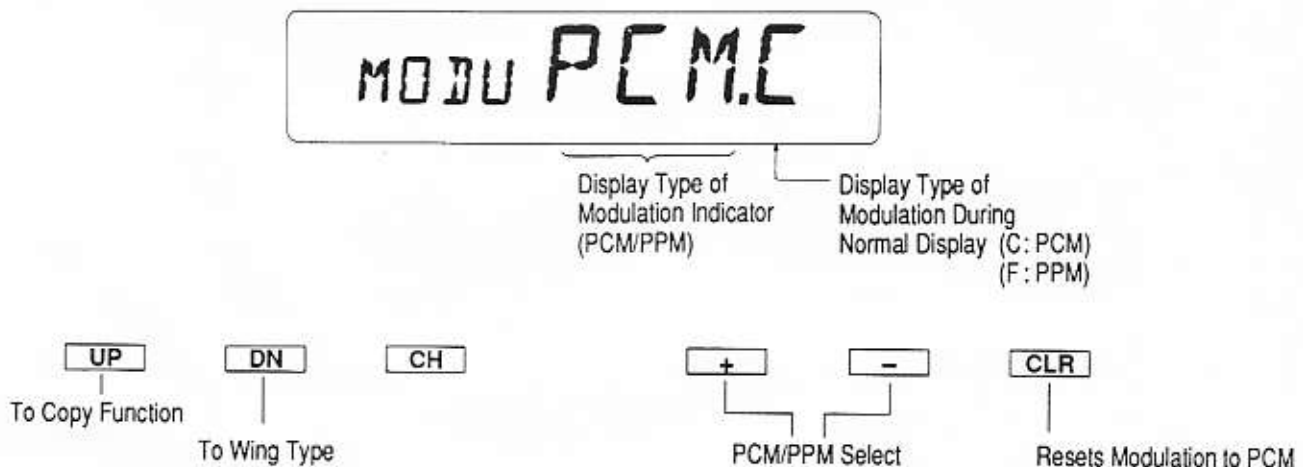 MODU PCM.C
Display Type of
Modulation Indicator
(PCM/PPM)
Display Type of
Modulation During
Normal Display (C: PCM)
(F: PPM)
UP
DN
CH
+
−
CLR
To Copy Function
To Wing Type
PCM/PPM Select
Resets Modulation to PCM